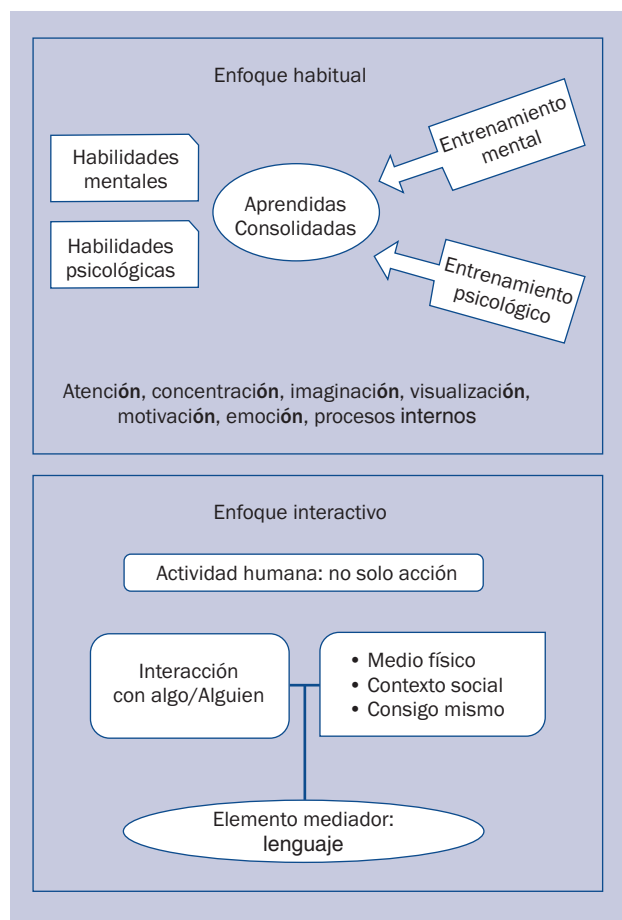 Enfoque habitual
Habilidades
mentales
Habilidades
psicológicas
Aprendidas
Consolidadas
Entrenamiento
mental
Entrenamiento
psicológico
Atención, concentración, imaginación, visualización,
motivación, emoción, procesos internos
Enfoque interactivo
Actividad humana: no solo acción
Interacción
con algo/Alguien
• Medio físico
• Contexto social
• Consigo mismo
Elemento mediador:
lenguaje